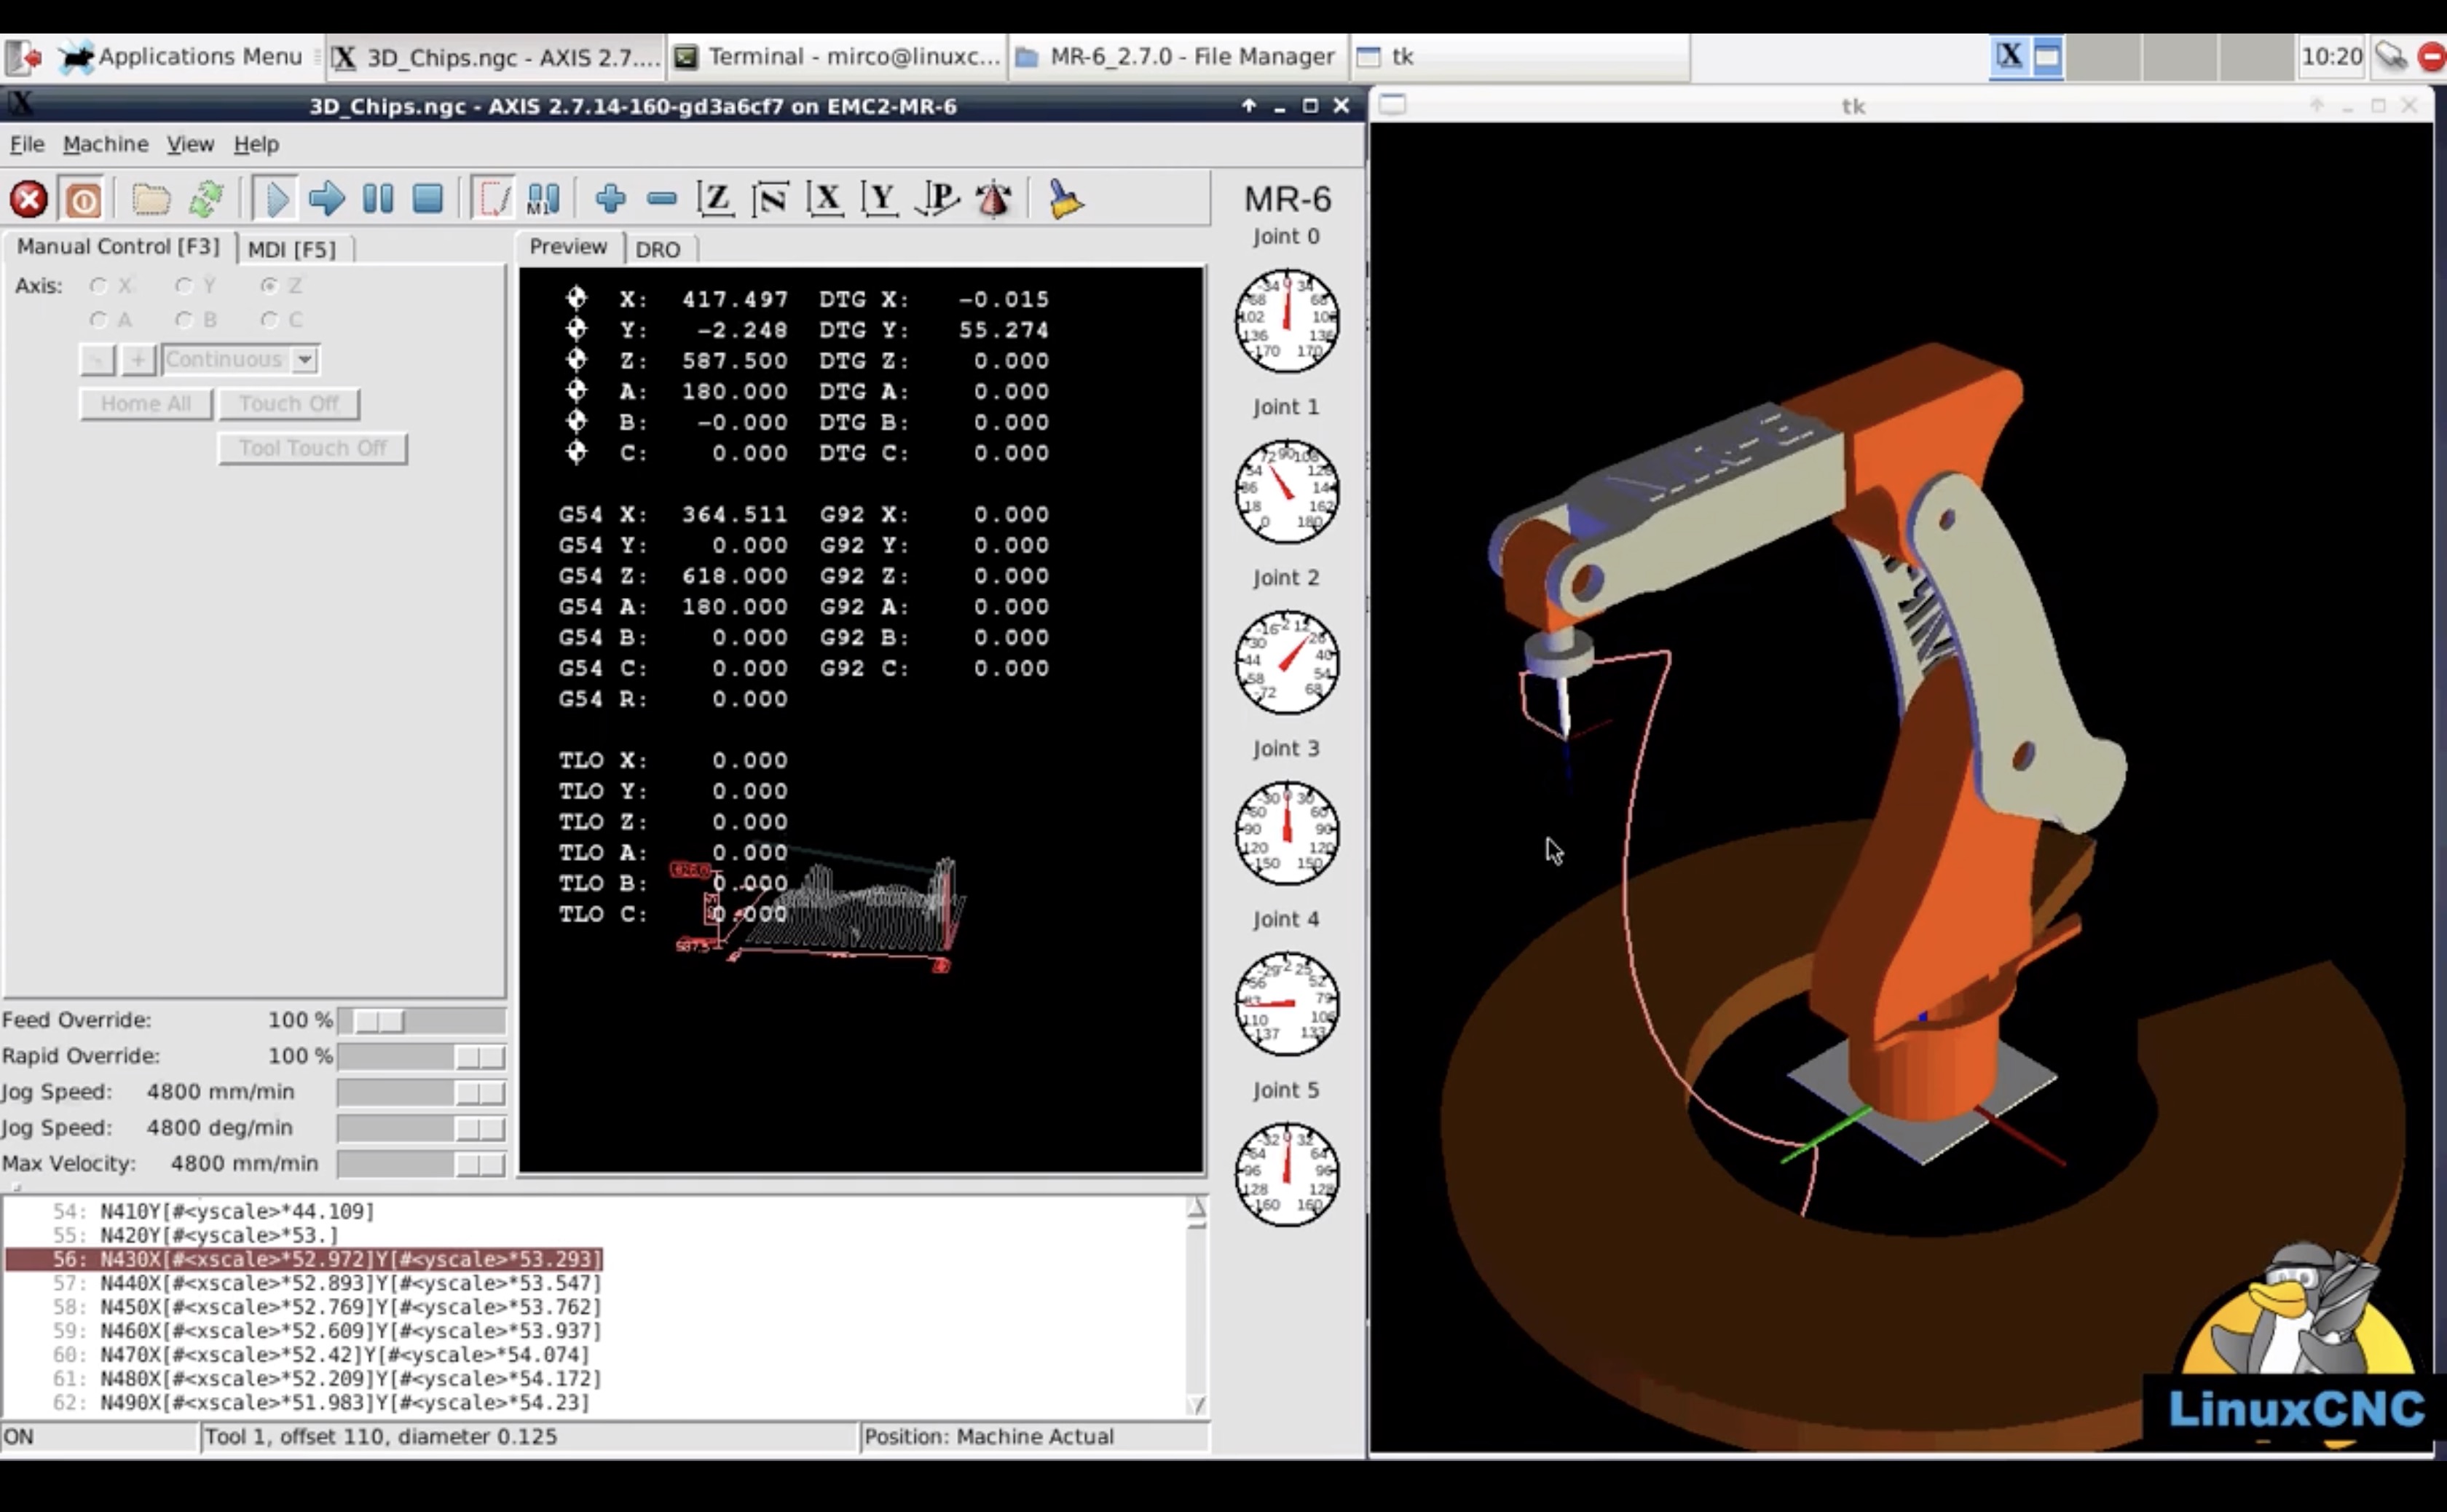 Applications Menu
3D_Chips.ngc - AXIS 2.7....
Terminal - mirco@linuxc...
MR-6_2.7.0 - File Manager
tk
10:20
3D_Chips.ngc - AXIS 2.7.14-160-gd3a6cf7 on EMC2-MR-6
tk
File Machine View Help
Manual Control [F3] MDI [F5]
Axis: X Y Z
A B C
- + Continuous
Home All Touch Off
Tool Touch Off
Feed Override: 100 %
Rapid Override: 100 %
Jog Speed: 4800 mm/min
Jog Speed: 4800 deg/min
Max Velocity: 4800 mm/min
Preview DRO
X: 417.497 DTG X: -0.015
Y: -2.248 DTG Y: 55.274
Z: 587.500 DTG Z: 0.000
A: 180.000 DTG A: 0.000
B: -0.000 DTG B: 0.000
C: 0.000 DTG C: 0.000
G54 X: 364.511 G92 X: 0.000
G54 Y: 0.000 G92 Y: 0.000
G54 Z: 618.000 G92 Z: 0.000
G54 A: 180.000 G92 A: 0.000
G54 B: 0.000 G92 B: 0.000
G54 C: 0.000 G92 C: 0.000
G54 R: 0.000
TLO X: 0.000
TLO Y: 0.000
TLO Z: 0.000
TLO A: 0.000
TLO B: 0.000
TLO C: 0.000
MR-6
Joint 0
Joint 1
Joint 2
Joint 3
Joint 4
Joint 5
54: N410Y[#<yscale>*44.109]
55: N420Y[#<yscale>*53.]
56: N430X[#<xscale>*52.972]Y[#<yscale>*53.293]
57: N440X[#<xscale>*52.893]Y[#<yscale>*53.547]
58: N450X[#<xscale>*52.769]Y[#<yscale>*53.762]
59: N460X[#<xscale>*52.609]Y[#<yscale>*53.937]
60: N470X[#<xscale>*52.42]Y[#<yscale>*54.074]
61: N480X[#<xscale>*52.209]Y[#<yscale>*54.172]
62: N490X[#<xscale>*51.983]Y[#<yscale>*54.23]
ON
Tool 1, offset 110, diameter 0.125
Position: Machine Actual
LinuxCNC